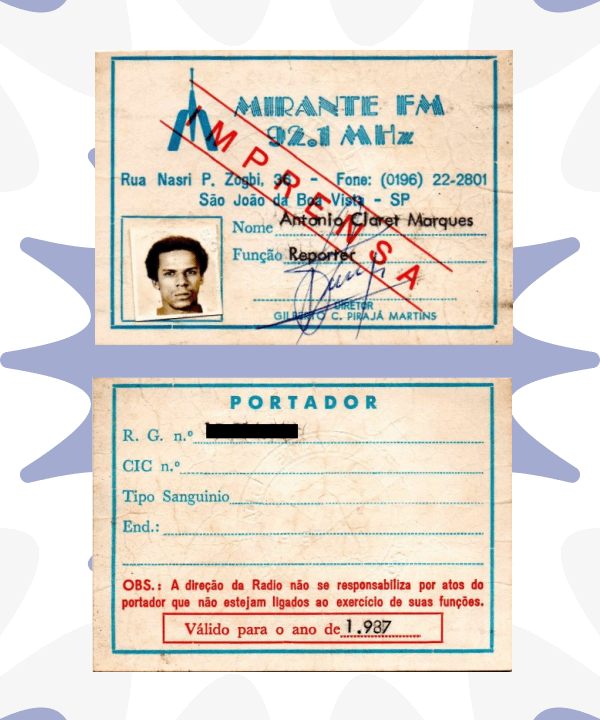 MIRANTE FM
92.1 MHz
IMPRENSA
Rua Nasri P. Zogbi, 36 - Fone: (0196) 22-2801
São João da Boa Vista - SP
Nome Antonio Claret Marques
Função Reporter
DIRETOR
GILBERTO C. PIRAJÁ MARTINS
PORTADOR
R. G. n.º
CIC n.º
Tipo Sanguinio
End.:
OBS.: A direção da Radio não se responsabiliza por atos do
portador que não estejam ligados ao exercício de suas funções.
Válido para o ano de 1.987